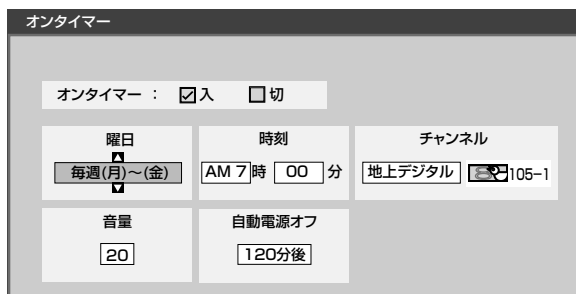 オンタイマー
オンタイマー : 入 切
曜日
毎週(月)～(金)
時刻
AM 7 時 00 分
チャンネル
地上デジタル 105-1
音量
20
自動電源オフ
120分後